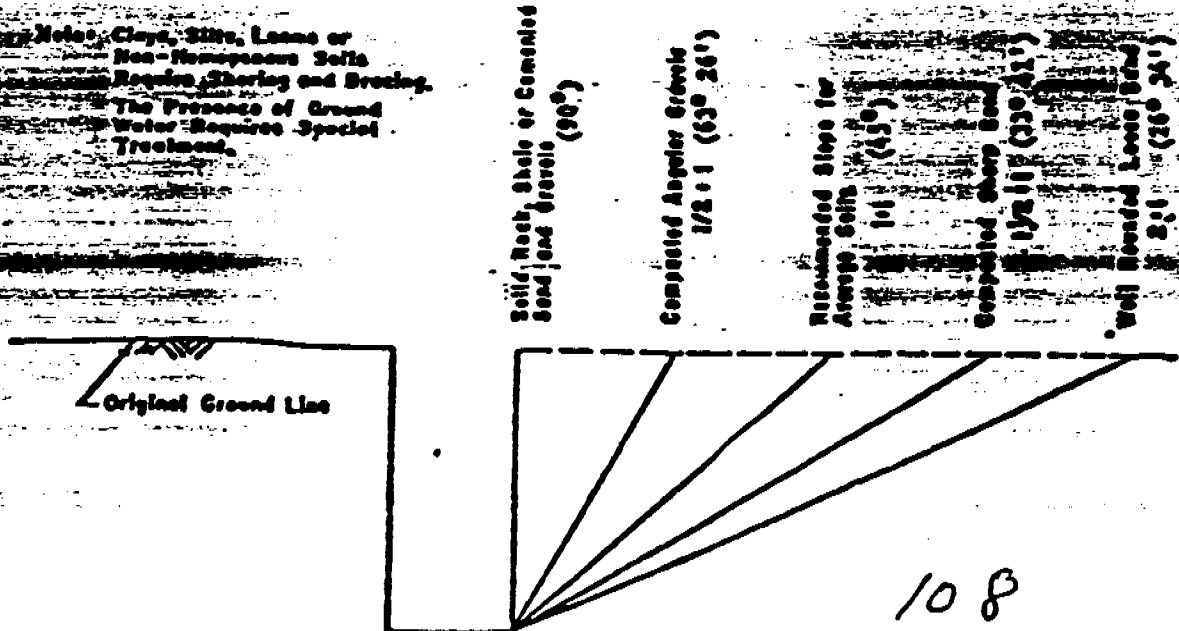 Note: Clays, Silts, Loams or
Non-Homogenous Soils
Require Shoring and Bracing.
The Presence of Ground
Water Requires Special
Treatment.
Solid Rock, Shale or Cemented
Sand and Gravels
(90°)
Compacted Angular Gravels
1/2:1 (63° 26')
Recommended Slope for
Average Soils
1:1 (45°)
Compacted Sharp Sand
1 1/2:1 (33° 41')
Well Rounded Loose Sand
2:1 (26° 34')
Original Ground Line
108